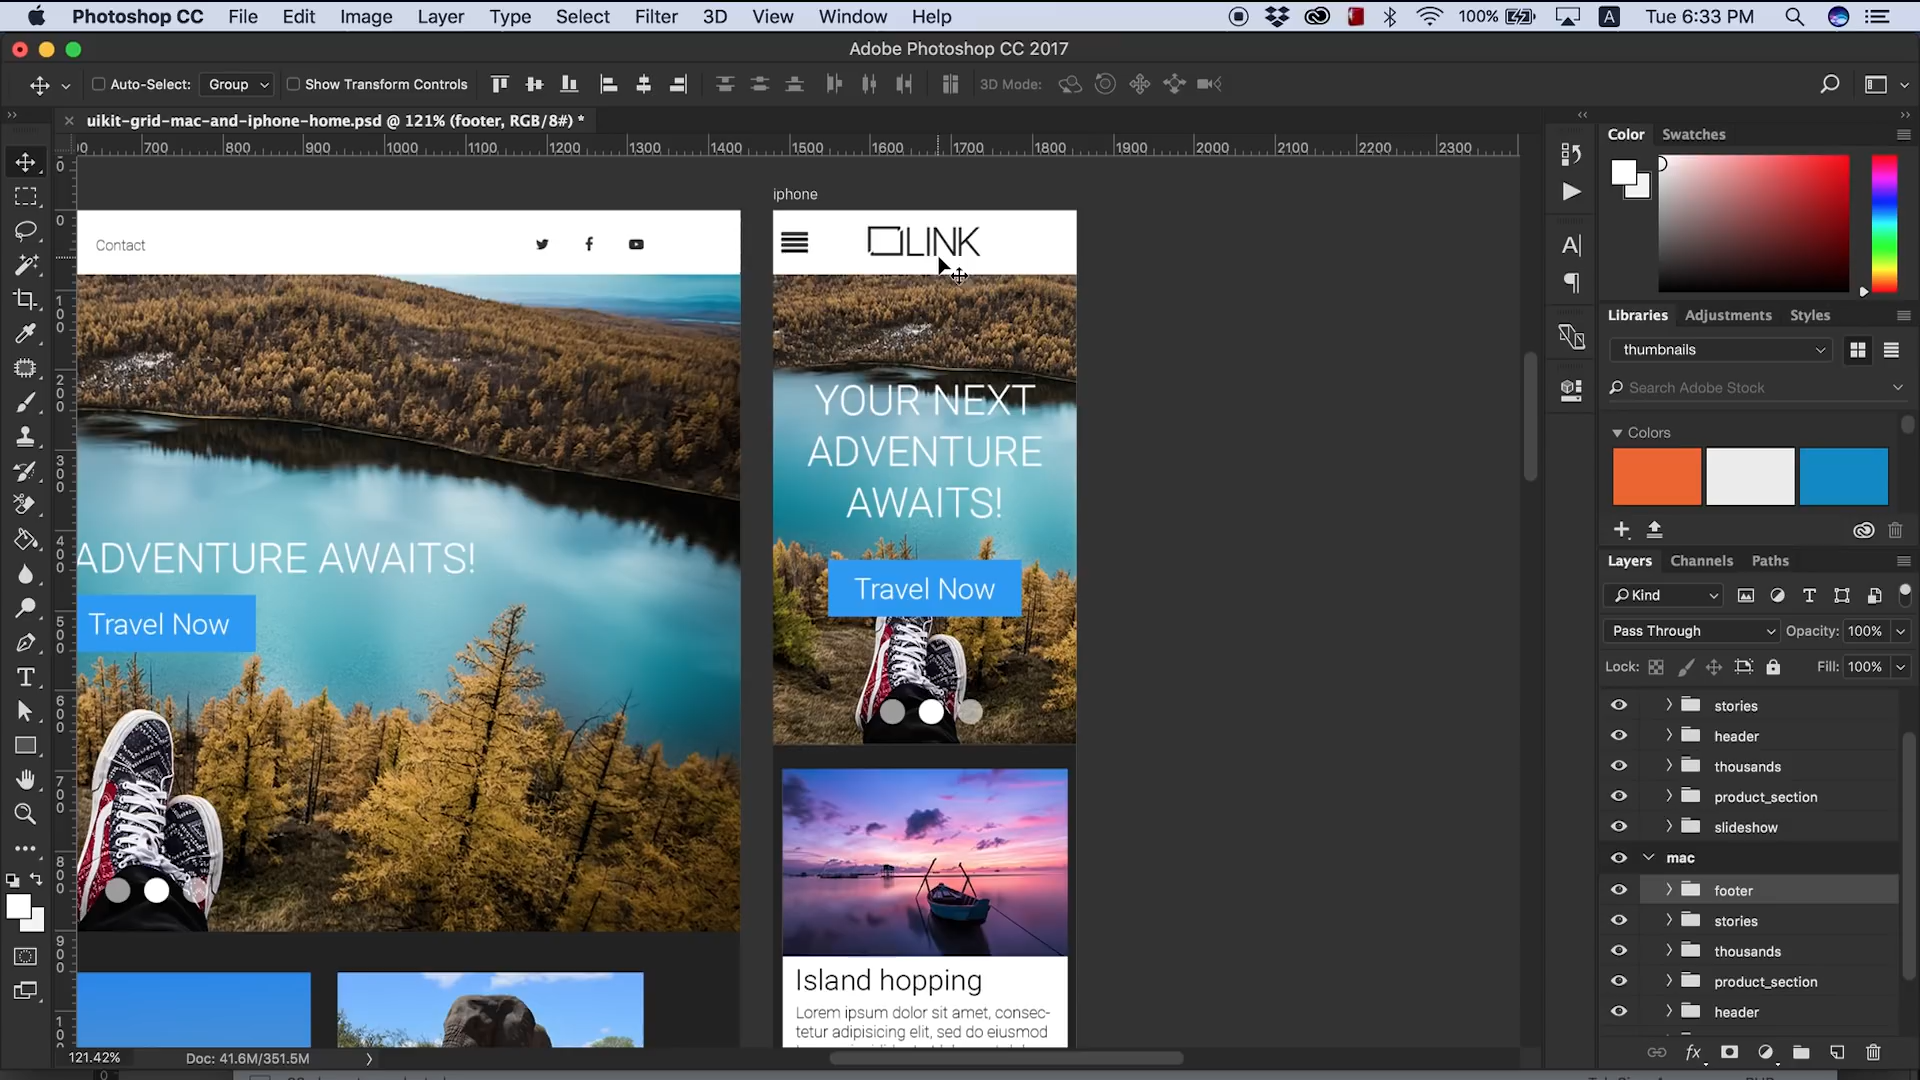 Photoshop CC File Edit Image Layer Type Select Filter 3D View Window Help 100% A Tue 6:33 PM
Adobe Photoshop CC 2017
Auto-Select: Group Show Transform Controls 3D Mode:
uikit-grid-mac-and-iphone-home.psd @ 121% (footer, RGB/8#) *
700 800 900 1000 1100 1200 1300 1400 1500 1600 1700 1800 1900 2000 2100 2200 2300
iphone
Contact
LINK
YOUR NEXT
ADVENTURE
AWAITS!
Travel Now
ADVENTURE AWAITS!
Travel Now
Island hopping
Lorem ipsum dolor sit amet, consec-
tetur adipisicing elit, sed do eiusmod
121.42% Doc: 41.6M/351.5M
Color Swatches
Libraries Adjustments Styles
thumbnails
Search Adobe Stock
Colors
Layers Channels Paths
Kind
Pass Through Opacity: 100%
Lock: Fill: 100%
stories
header
thousands
product_section
slideshow
mac
footer
stories
thousands
product_section
header